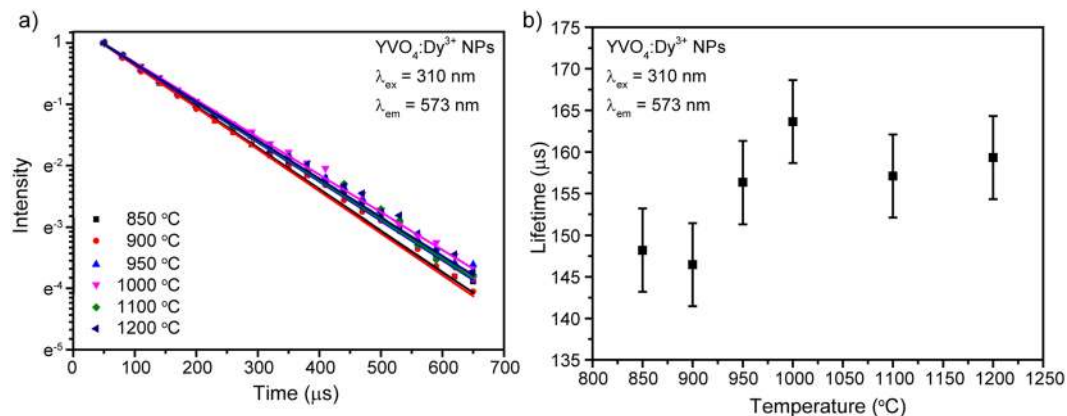 a)
YVO₄:Dy³⁺ NPs
λex = 310 nm
λem = 573 nm
1
e⁻¹
e⁻²
e⁻³
e⁻⁴
e⁻⁵
Intensity
850 °C
900 °C
950 °C
1000 °C
1100 °C
1200 °C
0 100 200 300 400 500 600 700
Time (μs)
b)
YVO₄:Dy³⁺ NPs
λex = 310 nm
λem = 573 nm
175
170
165
160
155
150
145
140
135
Lifetime (μs)
800 850 900 950 1000 1050 1100 1150 1200 1250
Temperature (°C)